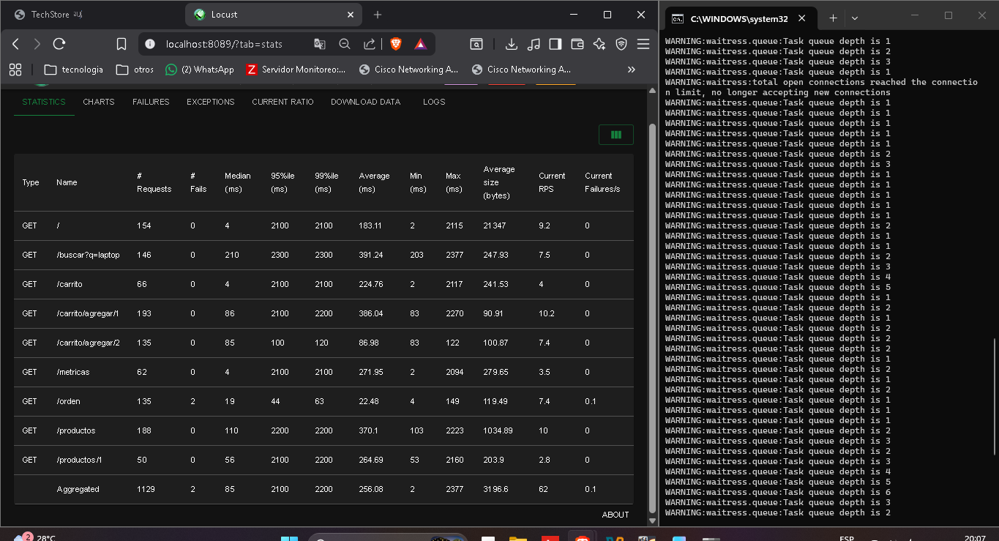 TechStore
Locust
C:\WINDOWS\system32
localhost:8089/?tab=stats
tecnologia
otros
(2) WhatsApp
Z
Servidor Monitoreo:...
Cisco Networking A...
Cisco Networking A...
STATISTICS CHARTS FAILURES EXCEPTIONS CURRENT RATIO DOWNLOAD DATA LOGS
Type Name # Requests # Fails Median (ms) 95%ile (ms) 99%ile (ms) Average (ms) Min (ms) Max (ms) Average size (bytes) Current RPS Current Failures/s
GET / 154 0 4 2100 2100 183.11 2 2115 21347 9.2 0
GET /buscar?q=laptop 146 0 210 2300 2300 391.24 203 2377 247.93 7.5 0
GET /carrito 66 0 4 2100 2100 224.76 2 2117 241.53 4 0
GET /carrito/agregar/1 193 0 86 2100 2200 386.04 83 2270 90.91 10.2 0
GET /carrito/agregar/2 135 0 85 100 120 86.98 83 122 100.87 7.4 0
GET /metricas 62 0 4 2100 2100 271.95 2 2094 279.65 3.5 0
GET /orden 135 2 19 44 63 22.48 4 149 119.49 7.4 0.1
GET /productos 188 0 110 2200 2200 370.1 103 2223 1034.89 10 0
GET /productos/1 50 0 56 2100 2200 264.69 53 2160 203.9 2.8 0
Aggregated 1129 2 85 2100 2200 256.08 2 2377 3196.6 62 0.1
ABOUT
WARNING:waitress.queue:Task queue depth is 1
WARNING:waitress.queue:Task queue depth is 2
WARNING:waitress.queue:Task queue depth is 3
WARNING:waitress.queue:Task queue depth is 1
WARNING:waitress:total open connections reached the connectio
n limit, no longer accepting new connections
WARNING:waitress.queue:Task queue depth is 1
WARNING:waitress.queue:Task queue depth is 1
WARNING:waitress.queue:Task queue depth is 1
WARNING:waitress.queue:Task queue depth is 1
WARNING:waitress.queue:Task queue depth is 1
WARNING:waitress.queue:Task queue depth is 2
WARNING:waitress.queue:Task queue depth is 3
WARNING:waitress.queue:Task queue depth is 1
WARNING:waitress.queue:Task queue depth is 1
WARNING:waitress.queue:Task queue depth is 1
WARNING:waitress.queue:Task queue depth is 1
WARNING:waitress.queue:Task queue depth is 1
WARNING:waitress.queue:Task queue depth is 2
WARNING:waitress.queue:Task queue depth is 1
WARNING:waitress.queue:Task queue depth is 1
WARNING:waitress.queue:Task queue depth is 2
WARNING:waitress.queue:Task queue depth is 3
WARNING:waitress.queue:Task queue depth is 4
WARNING:waitress.queue:Task queue depth is 5
WARNING:waitress.queue:Task queue depth is 1
WARNING:waitress.queue:Task queue depth is 2
WARNING:waitress.queue:Task queue depth is 1
WARNING:waitress.queue:Task queue depth is 2
WARNING:waitress.queue:Task queue depth is 2
WARNING:waitress.queue:Task queue depth is 2
WARNING:waitress.queue:Task queue depth is 1
WARNING:waitress.queue:Task queue depth is 2
WARNING:waitress.queue:Task queue depth is 1
WARNING:waitress.queue:Task queue depth is 2
WARNING:waitress.queue:Task queue depth is 1
WARNING:waitress.queue:Task queue depth is 1
WARNING:waitress.queue:Task queue depth is 1
WARNING:waitress.queue:Task queue depth is 2
WARNING:waitress.queue:Task queue depth is 3
WARNING:waitress.queue:Task queue depth is 2
WARNING:waitress.queue:Task queue depth is 3
WARNING:waitress.queue:Task queue depth is 4
WARNING:waitress.queue:Task queue depth is 5
WARNING:waitress.queue:Task queue depth is 6
WARNING:waitress.queue:Task queue depth is 3
WARNING:waitress.queue:Task queue depth is 2
2
28°C
ESP
20:07